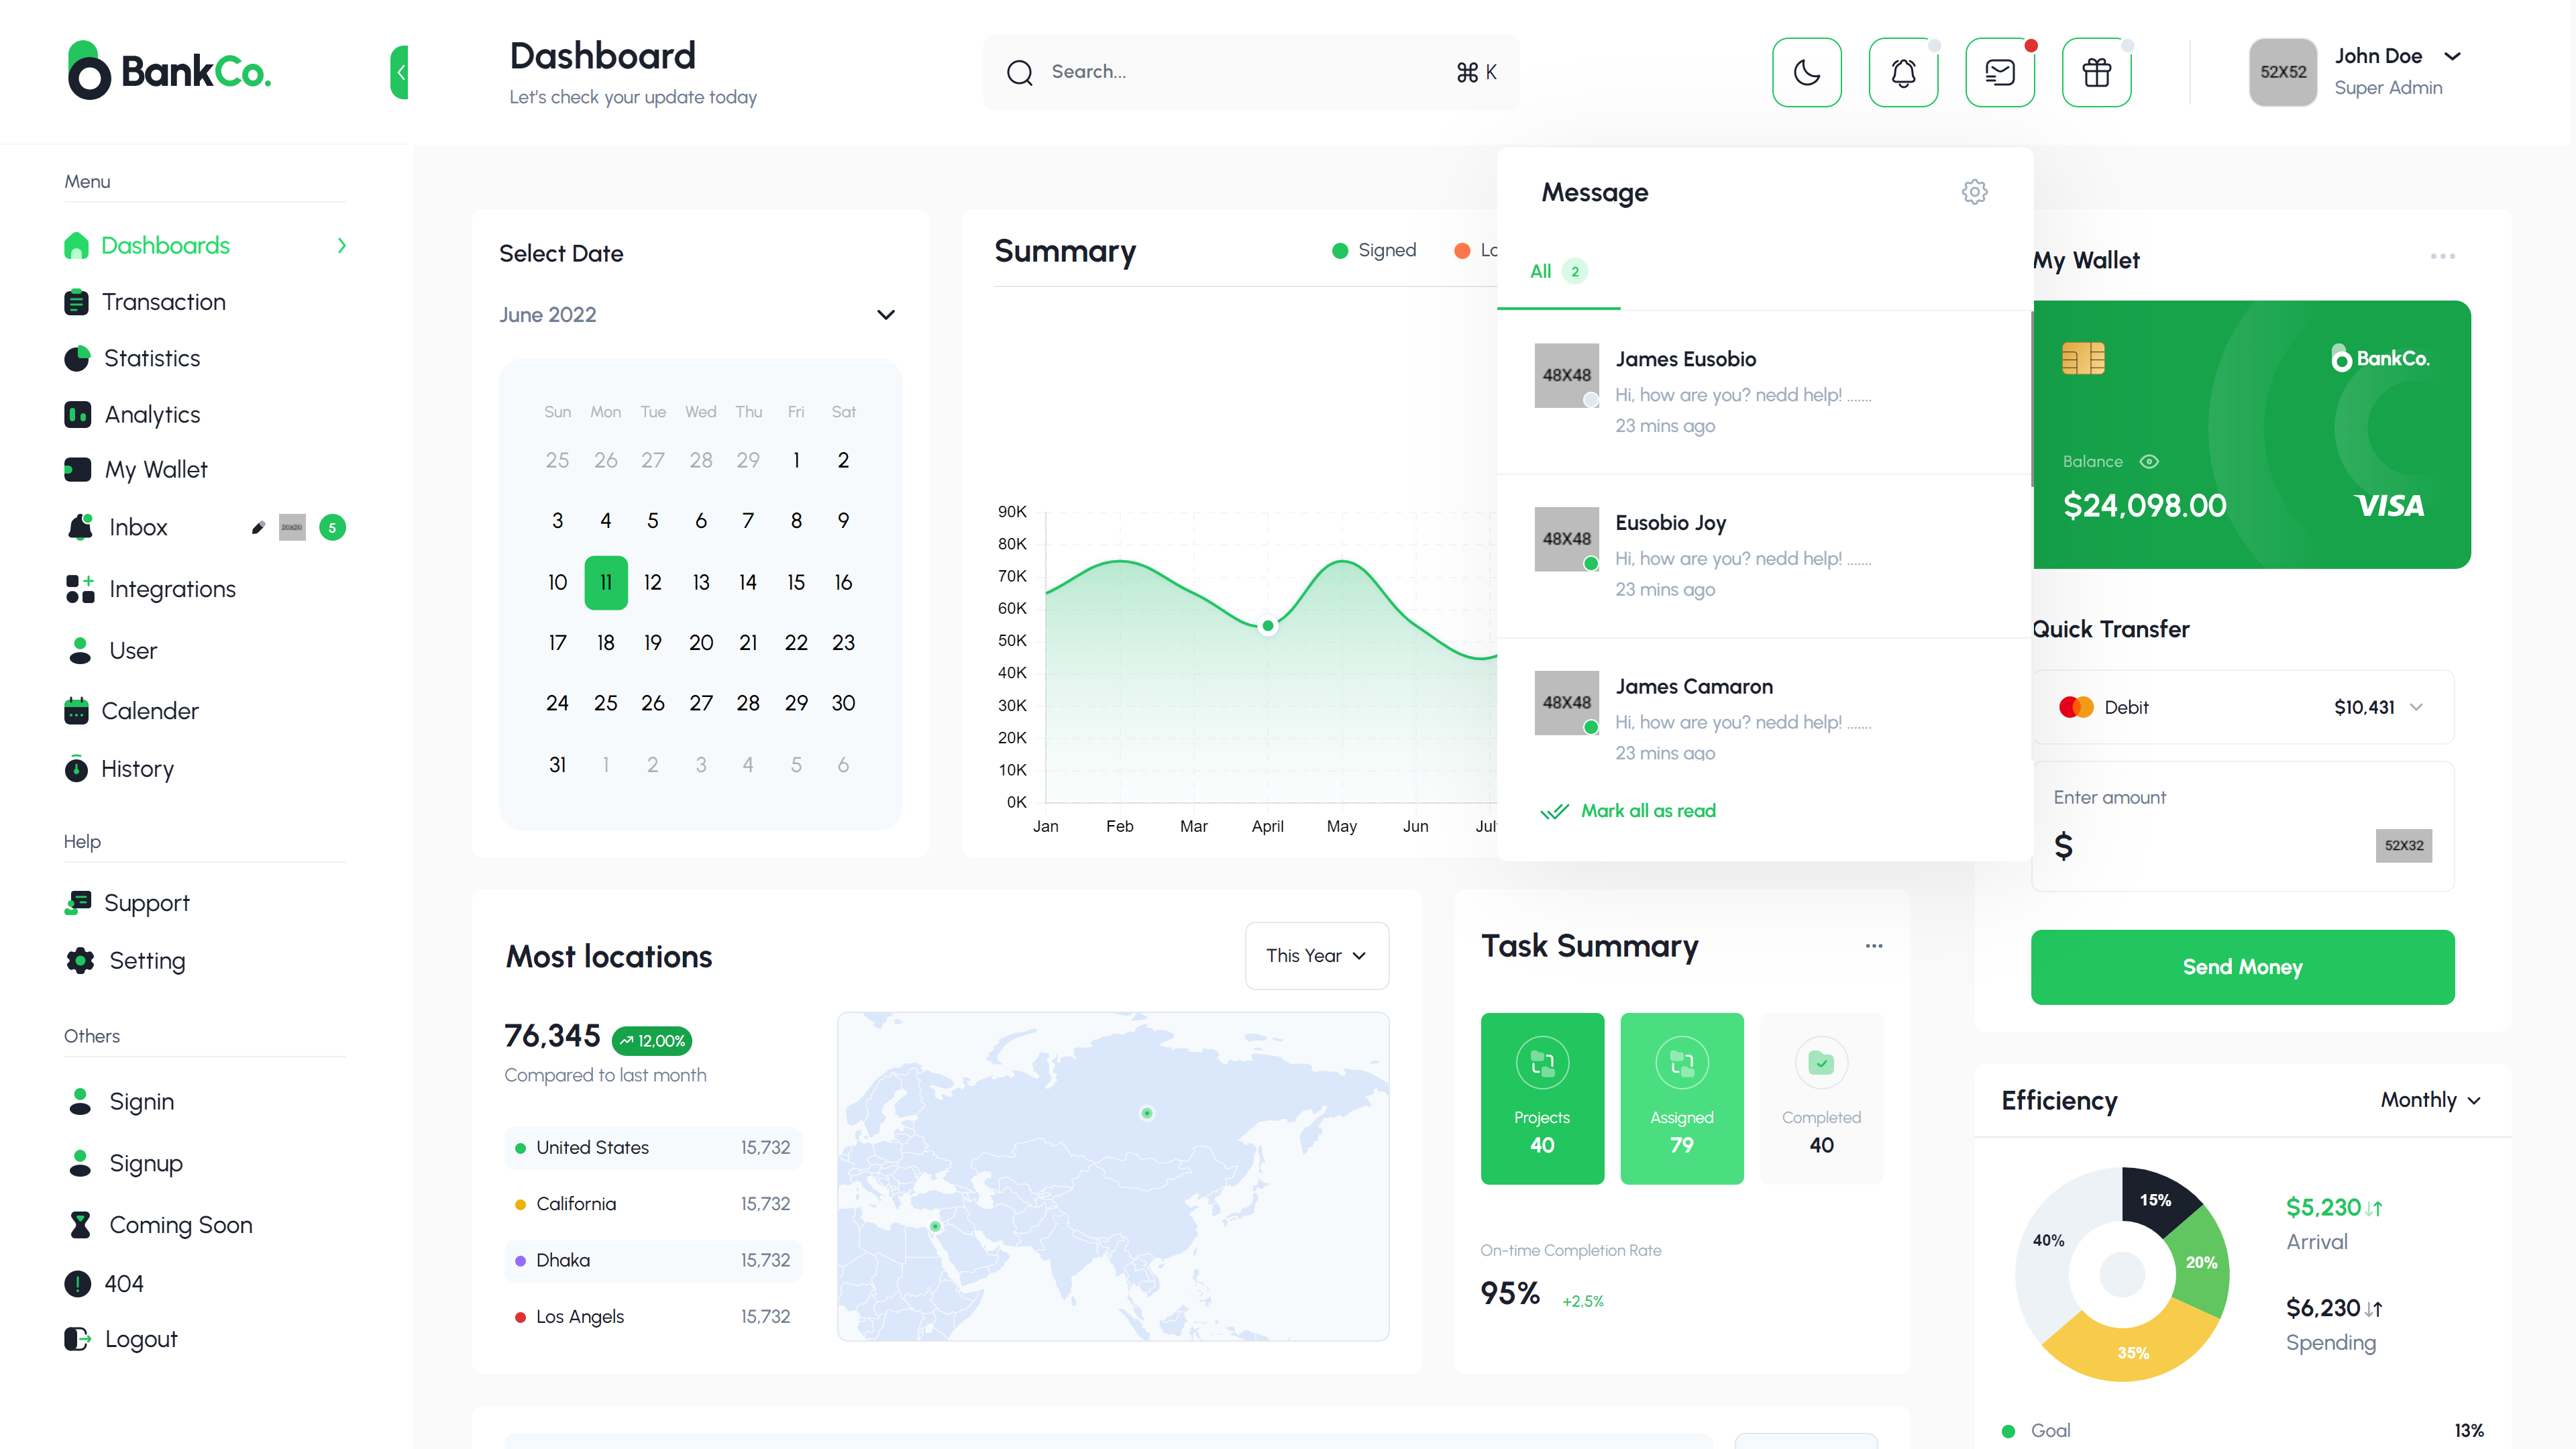 BankCo.
Dashboard
Let's check your update today
Search...
⌘ K
52X52
John Doe
Super Admin
Menu
Dashboards
Transaction
Statistics
Analytics
My Wallet
Inbox
20X20
5
Integrations
User
Calender
History
Help
Support
Setting
Others
Signin
Signup
Coming Soon
404
Logout
Select Date
June 2022
Sun Mon Tue Wed Thu Fri Sat
25 26 27 28 29 1 2
3 4 5 6 7 8 9
10 11 12 13 14 15 16
17 18 19 20 21 22 23
24 25 26 27 28 29 30
31 1 2 3 4 5 6
Summary
Signed
90K
80K
70K
60K
50K
40K
30K
20K
10K
0K
Jan Feb Mar April May Jun
Message
All 2
48X48
James Eusobio
Hi, how are you? nedd help! .......
23 mins ago
48X48
Eusobio Joy
Hi, how are you? nedd help! .......
23 mins ago
48X48
James Camaron
Hi, how are you? nedd help! .......
23 mins ago
Mark all as read
My Wallet
BankCo.
Balance
$24,098.00
VISA
Quick Transfer
Debit
$10,431
Enter amount
$
52X32
Send Money
Most locations
This Year
76,345
12,00%
Compared to last month
United States 15,732
California 15,732
Dhaka 15,732
Los Angels 15,732
Task Summary
Projects
40
Assigned
79
Completed
40
On-time Completion Rate
95%
+2,5%
Efficiency
Monthly
15%
20%
35%
40%
$5,230
Arrival
$6,230
Spending
Goal
13%